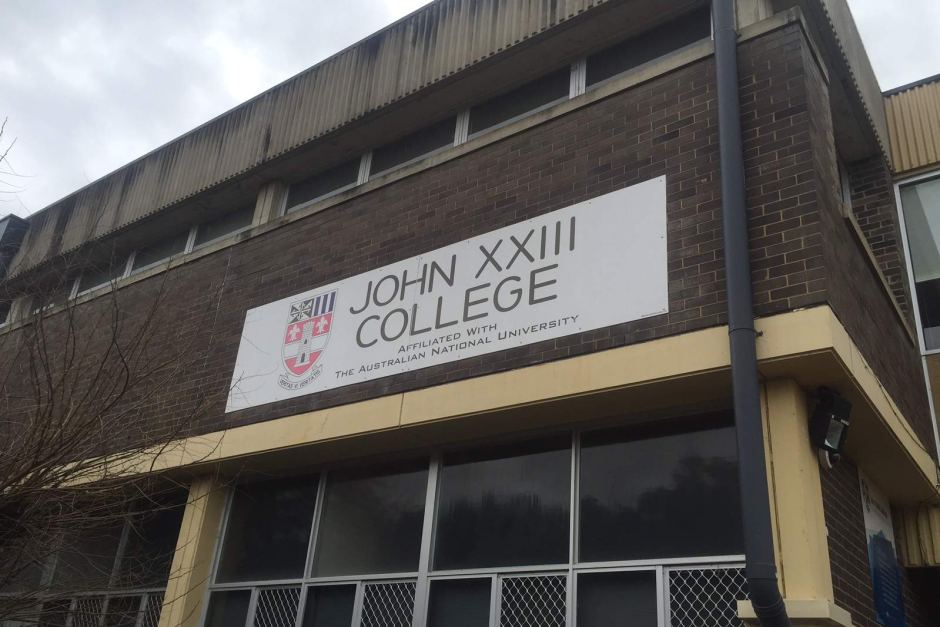 JOHN XXIII
COLLEGE
AFFILIATED WITH
THE AUSTRALIAN NATIONAL UNIVERSITY